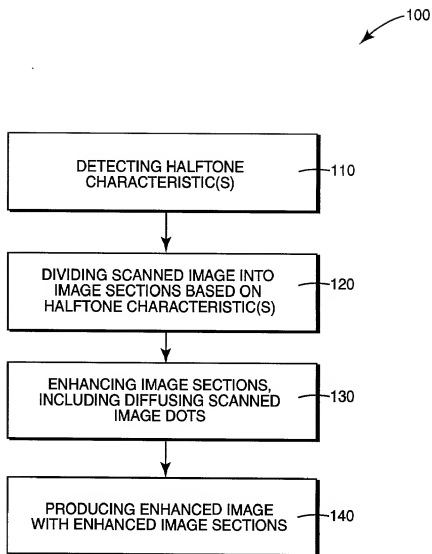 100
DETECTING HALFTONE
CHARACTERISTIC(S)
110
DIVIDING SCANNED IMAGE INTO
IMAGE SECTIONS BASED ON
HALFTONE CHARACTERISTIC(S)
120
ENHANCING IMAGE SECTIONS,
INCLUDING DIFFUSING SCANNED
IMAGE DOTS
130
PRODUCING ENHANCED IMAGE
WITH ENHANCED IMAGE SECTIONS
140